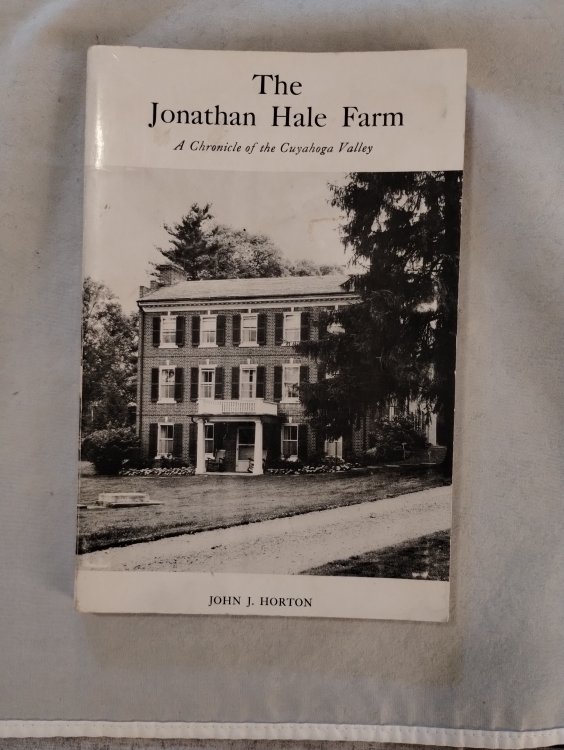 The
Jonathan Hale Farm
A Chronicle of the Cuyahoga Valley
JOHN J. HORTON